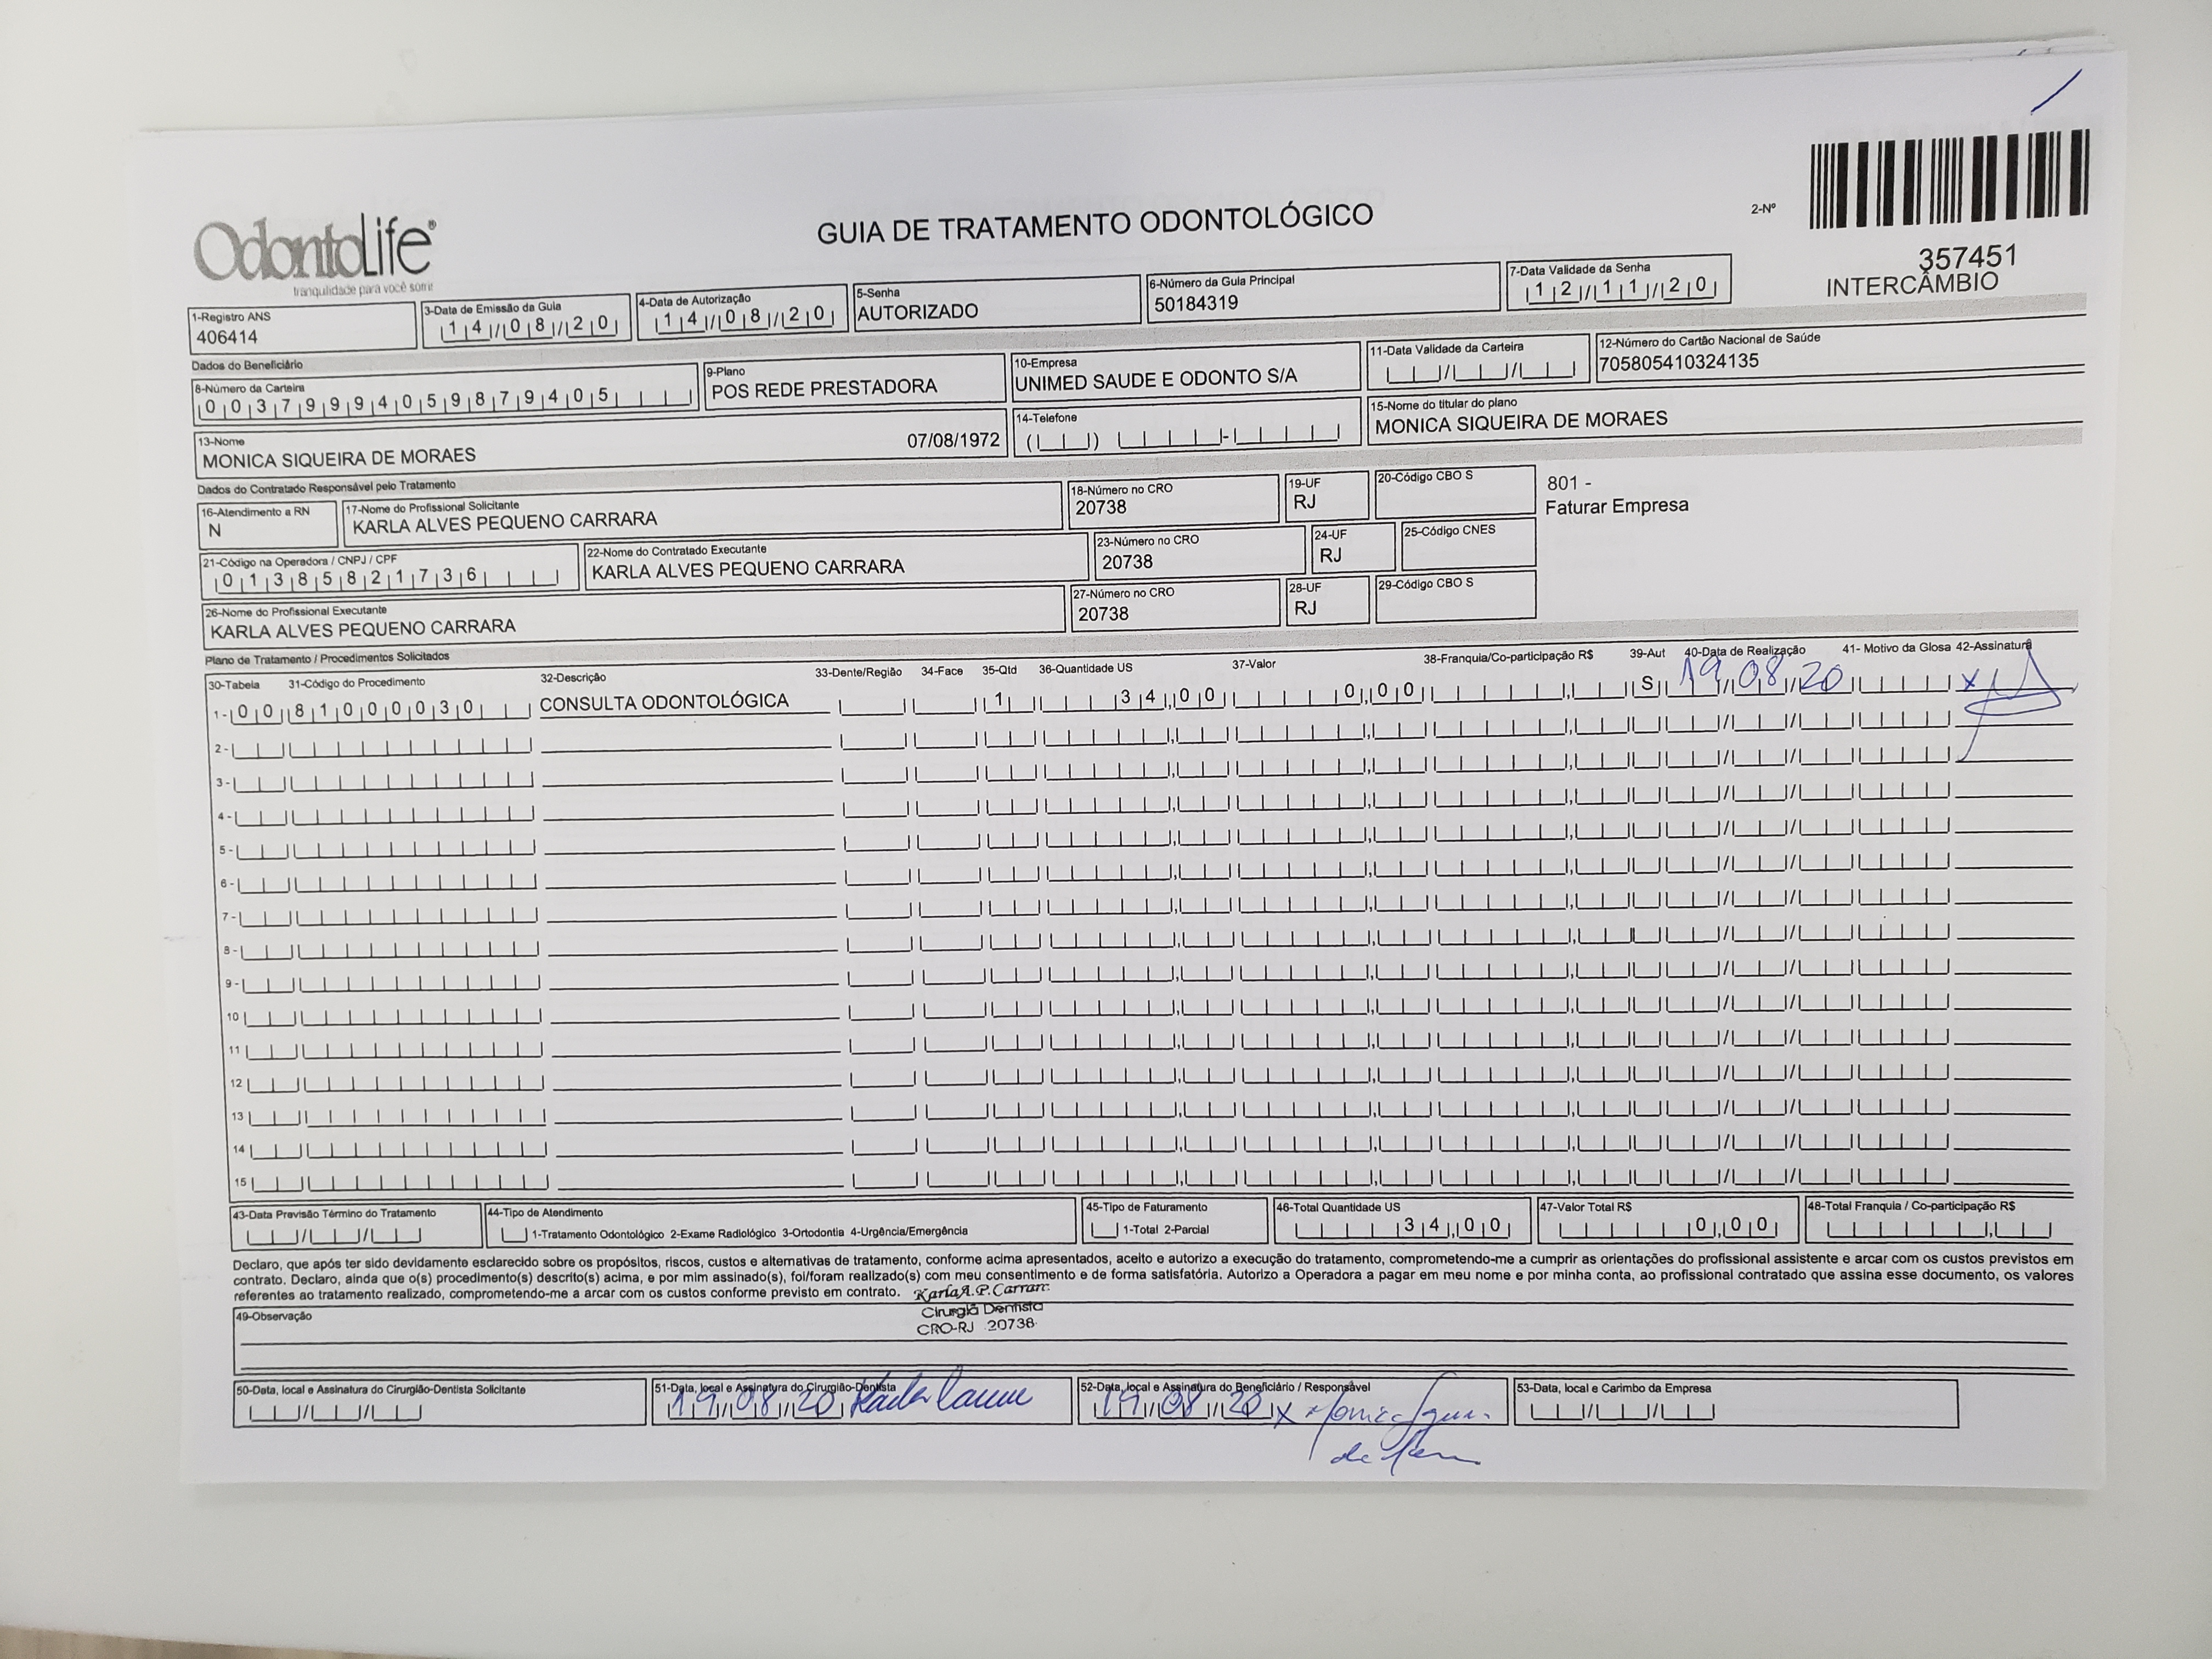 OdontoLife®
tranquilidade para você sorrir
GUIA DE TRATAMENTO ODONTOLÓGICO
2-Nº
357451
INTERCÂMBIO
1-Registro ANS
406414
3-Data de Emissão da Guia
14/08/20
4-Data de Autorização
14/08/20
5-Senha
AUTORIZADO
6-Número da Guia Principal
50184319
7-Data Validade da Senha
12/11/20
Dados do Beneficiário
8-Número da Carteira
00379994059879405
9-Plano
POS REDE PRESTADORA
10-Empresa
UNIMED SAUDE E ODONTO S/A
11-Data Validade da Carteira
12-Número do Cartão Nacional de Saúde
705805410324135
13-Nome
MONICA SIQUEIRA DE MORAES 07/08/1972
14-Telefone
15-Nome do titular do plano
MONICA SIQUEIRA DE MORAES
Dados do Contratado Responsável pelo Tratamento
16-Atendimento a RN
N
17-Nome do Profissional Solicitante
KARLA ALVES PEQUENO CARRARA
18-Número no CRO
20738
19-UF
RJ
20-Código CBO S
801 -
Faturar Empresa
21-Código na Operadora / CNPJ / CPF
01385821736
22-Nome do Contratado Executante
KARLA ALVES PEQUENO CARRARA
23-Número no CRO
20738
24-UF
RJ
25-Código CNES
26-Nome do Profissional Executante
KARLA ALVES PEQUENO CARRARA
27-Número no CRO
20738
28-UF
RJ
29-Código CBO S
Plano de Tratamento / Procedimentos Solicitados
30-Tabela 31-Código do Procedimento 32-Descrição 33-Dente/Região 34-Face 35-Qtd 36-Quantidade US 37-Valor 38-Franquia/Co-participação R$ 39-Aut 40-Data de Realização 41- Motivo da Glosa 42-Assinatura
1- 00 81000030 CONSULTA ODONTOLÓGICA 1 34,00 0,00 S 19/08/20 x
2-
3-
4-
5-
6-
7-
8-
9-
10
11
12
13
14
15
43-Data Previsão Término do Tratamento
44-Tipo de Atendimento
1-Tratamento Odontológico 2-Exame Radiológico 3-Ortodontia 4-Urgência/Emergência
45-Tipo de Faturamento
1-Total 2-Parcial
46-Total Quantidade US
34,00
47-Valor Total R$
0,00
48-Total Franquia / Co-participação R$
Declaro, que após ter sido devidamente esclarecido sobre os propósitos, riscos, custos e alternativas de tratamento, conforme acima apresentados, aceito e autorizo a execução do tratamento, comprometendo-me a cumprir as orientações do profissional assistente e arcar com os custos previstos em
contrato. Declaro, ainda que o(s) procedimento(s) descrito(s) acima, e por mim assinado(s), foi/foram realizado(s) com meu consentimento e de forma satisfatória. Autorizo a Operadora a pagar em meu nome e por minha conta, ao profissional contratado que assina esse documento, os valores
referentes ao tratamento realizado, comprometendo-me a arcar com os custos conforme previsto em contrato.
Karla A. P. Carrara
Cirurgiã Dentista
CRO-RJ 20738
49-Observação
50-Data, local e Assinatura do Cirurgião-Dentista Solicitante
51-Data, local e Assinatura do Cirurgião-Dentista
19/08/20 Karla
52-Data, local e Assinatura do Beneficiário / Responsável
19/08/20 x Monica
de
53-Data, local e Carimbo da Empresa